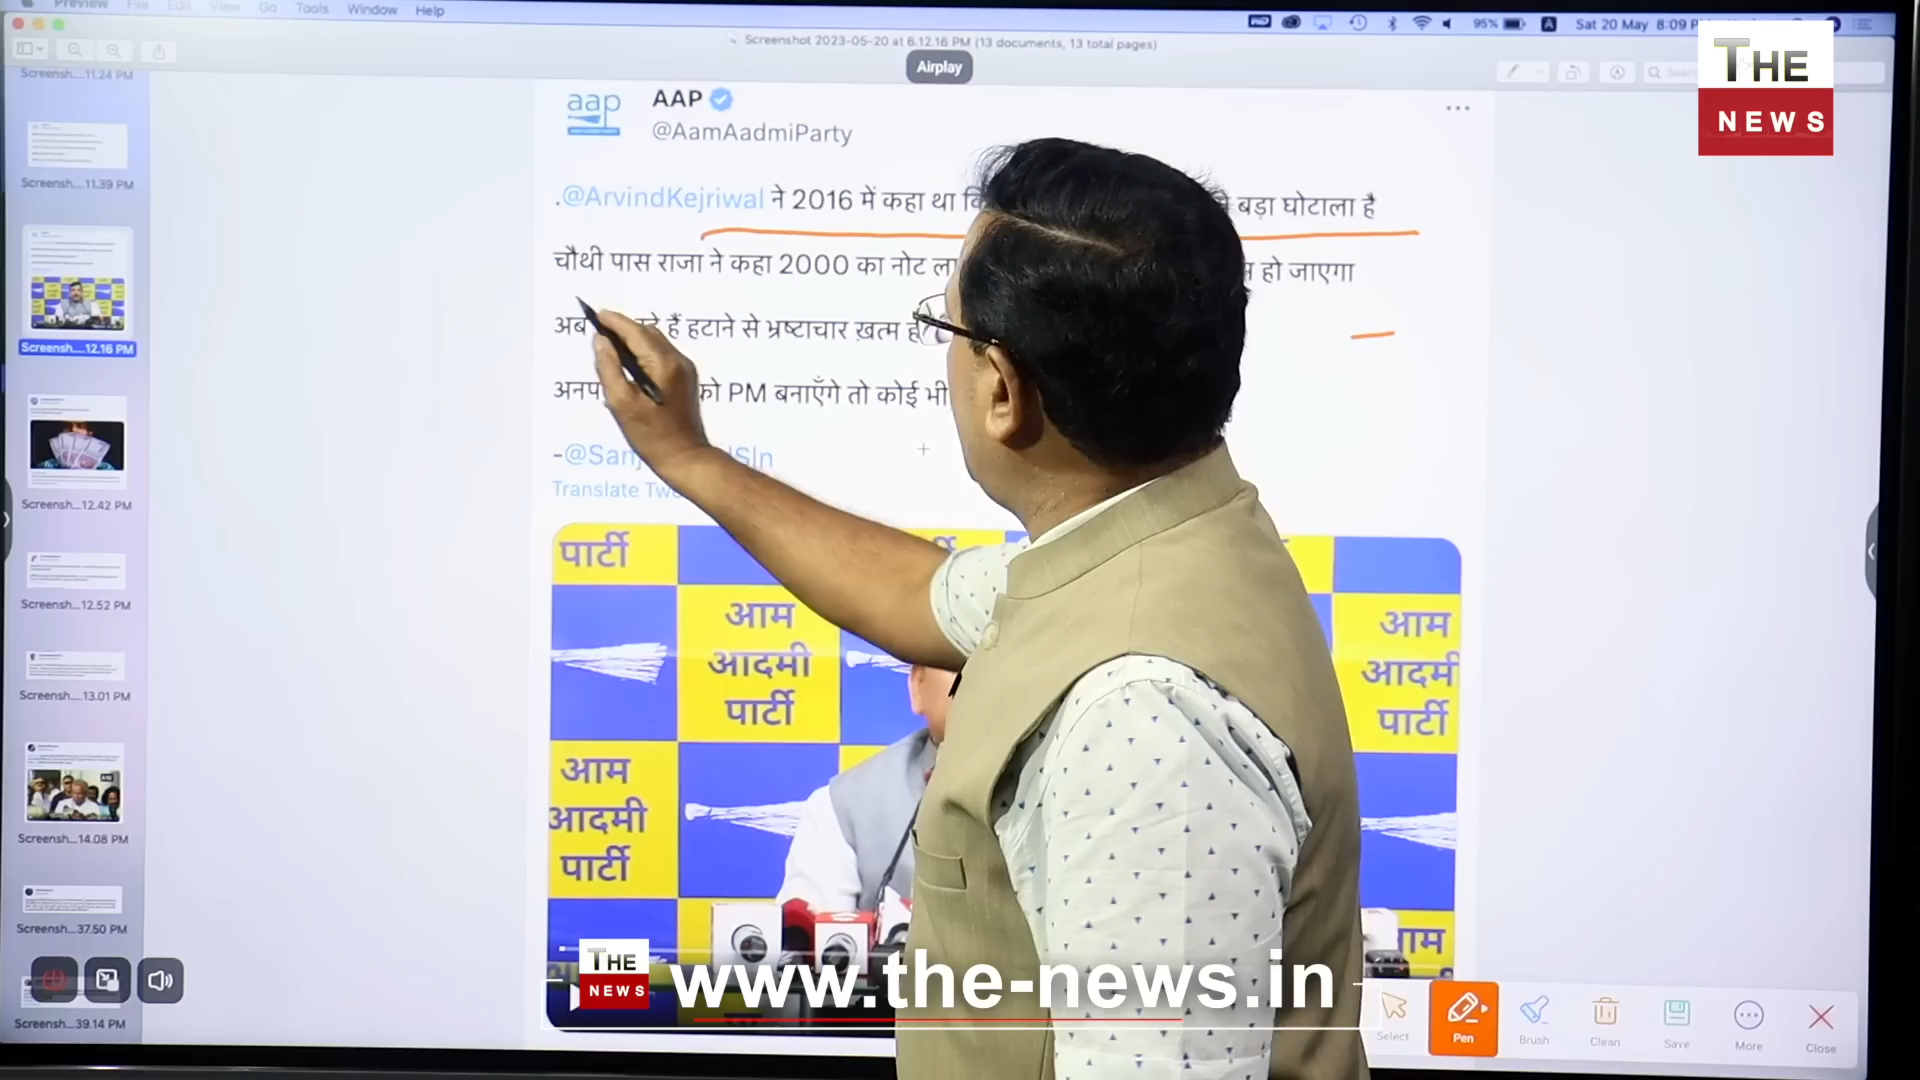 Preview File Edit View Go Tools Window Help
95% Sat 20 May 8:09
Screenshot 2023-05-20 at 6.12.16 PM (13 documents, 13 total pages)
Airplay
THE
NEWS
Screensh....11.24 PM
Screensh....11.39 PM
Screensh....12.16 PM
Screensh...12.42 PM
Screensh...12.52 PM
Screensh....13.01 PM
Screensh...14.08 PM
Screensh...37.50 PM
Screensh...39.14 PM
aap
AAP
@AamAadmiParty
.@ArvindKejriwal ने 2016 में कहा था बड़ा घोटाला है
चौथी पास राजा ने कहा 2000 का नोट हो जाएगा
अब हैं हटाने से भ्रष्टाचार ख़त्म
को PM बनाएँगे तो कोई भी
Translate
पार्टी
आम
आदमी
पार्टी
आम
आदमी
पार्टी
आम
आदमी
पार्टी
THE
NEWS
www.the-news.in
Select
Pen
Brush
Clean
Save
More
Close